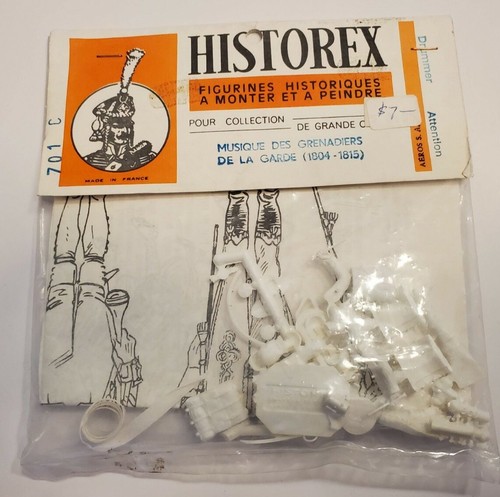 HISTOREX
FIGURINES HISTORIQUES
A MONTER ET A PEINDRE
POUR COLLECTION
DE GRANDE C
MUSIQUE DES GRENADIERS
DE LA GARDE (1804-1815)
$7-
Drummer Attention
AEROS S. A.
701 C
MADE IN FRANCE